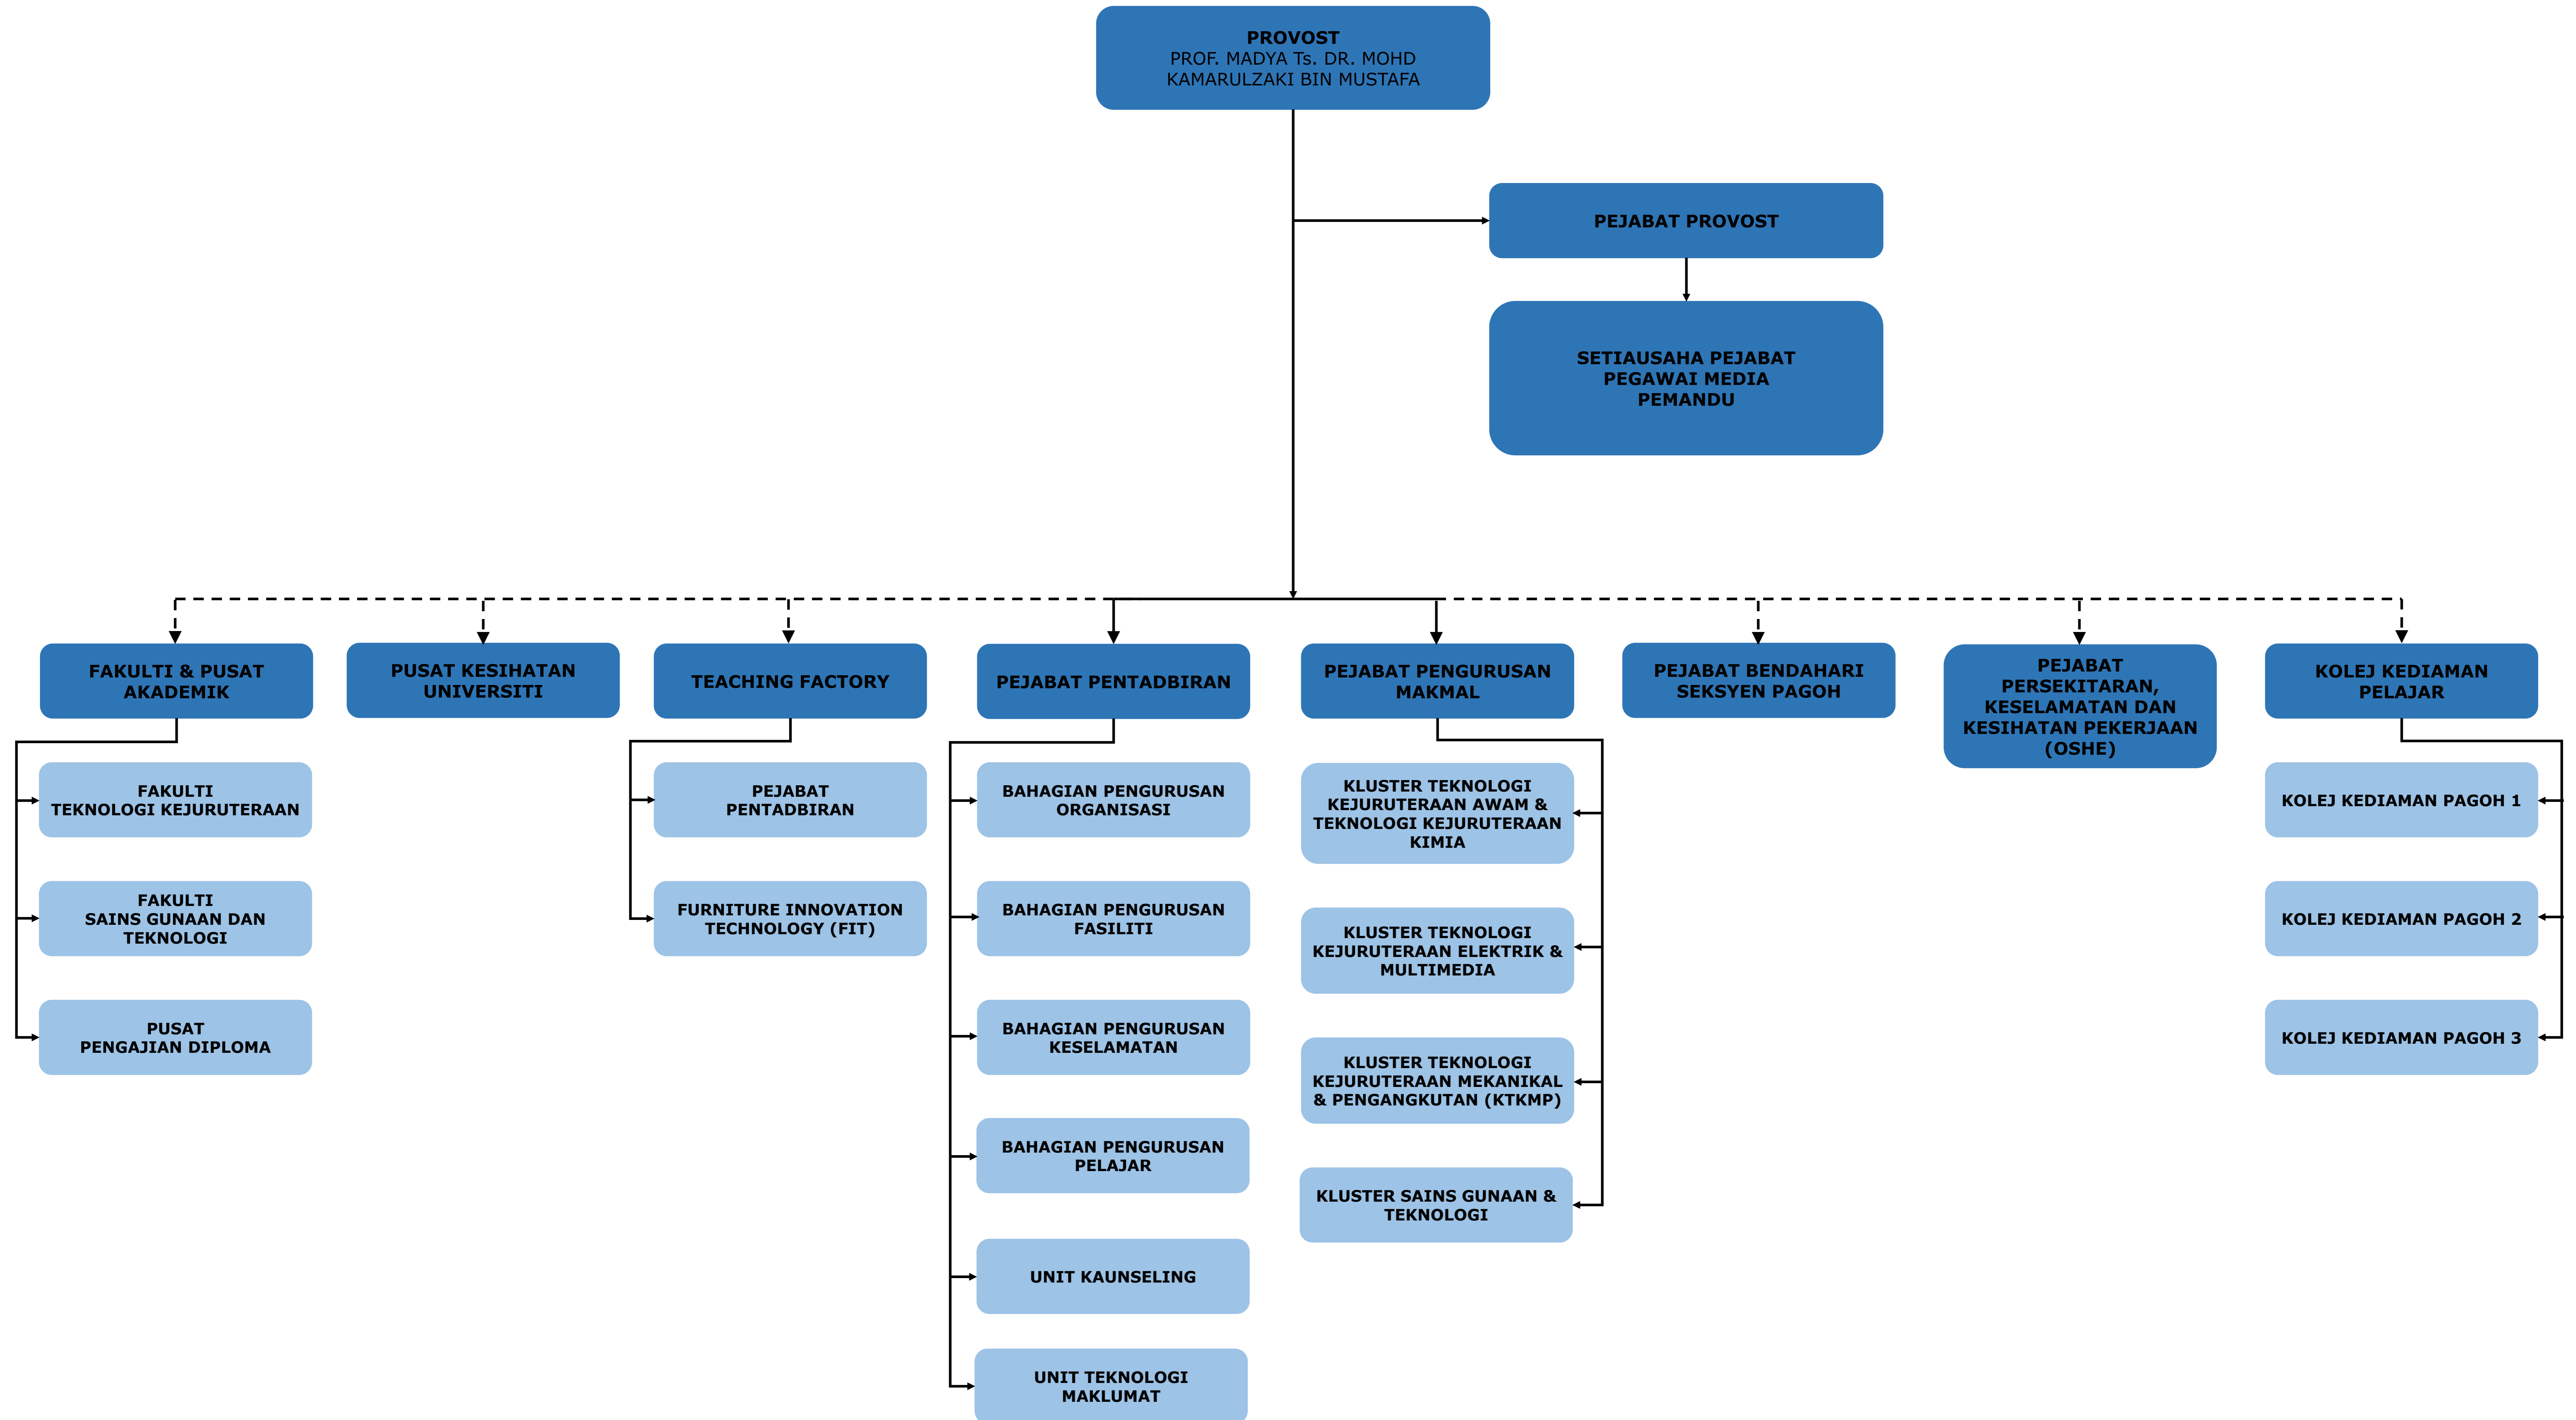 PROVOST
PROF. MADYA Ts. DR. MOHD
KAMARULZAKI BIN MUSTAFA
PEJABAT PROVOST
SETIAUSAHA PEJABAT
PEGAWAI MEDIA
PEMANDU
FAKULTI & PUSAT
AKADEMIK
PUSAT KESIHATAN
UNIVERSITI
TEACHING FACTORY
PEJABAT PENTADBIRAN
PEJABAT PENGURUSAN
MAKMAL
PEJABAT BENDAHARI
SEKSYEN PAGOH
PEJABAT
PERSEKITARAN,
KESELAMATAN DAN
KESIHATAN PEKERJAAN
(OSHE)
KOLEJ KEDIAMAN
PELAJAR
FAKULTI
TEKNOLOGI KEJURUTERAAN
FAKULTI
SAINS GUNAAN DAN
TEKNOLOGI
PUSAT
PENGAJIAN DIPLOMA
PEJABAT
PENTADBIRAN
FURNITURE INNOVATION
TECHNOLOGY (FIT)
BAHAGIAN PENGURUSAN
ORGANISASI
BAHAGIAN PENGURUSAN
FASILITI
BAHAGIAN PENGURUSAN
KESELAMATAN
BAHAGIAN PENGURUSAN
PELAJAR
UNIT KAUNSELING
UNIT TEKNOLOGI
MAKLUMAT
KLUSTER TEKNOLOGI
KEJURUTERAAN AWAM &
TEKNOLOGI KEJURUTERAAN
KIMIA
KLUSTER TEKNOLOGI
KEJURUTERAAN ELEKTRIK &
MULTIMEDIA
KLUSTER TEKNOLOGI
KEJURUTERAAN MEKANIKAL
& PENGANGKUTAN (KTKMP)
KLUSTER SAINS GUNAAN &
TEKNOLOGI
KOLEJ KEDIAMAN PAGOH 1
KOLEJ KEDIAMAN PAGOH 2
KOLEJ KEDIAMAN PAGOH 3